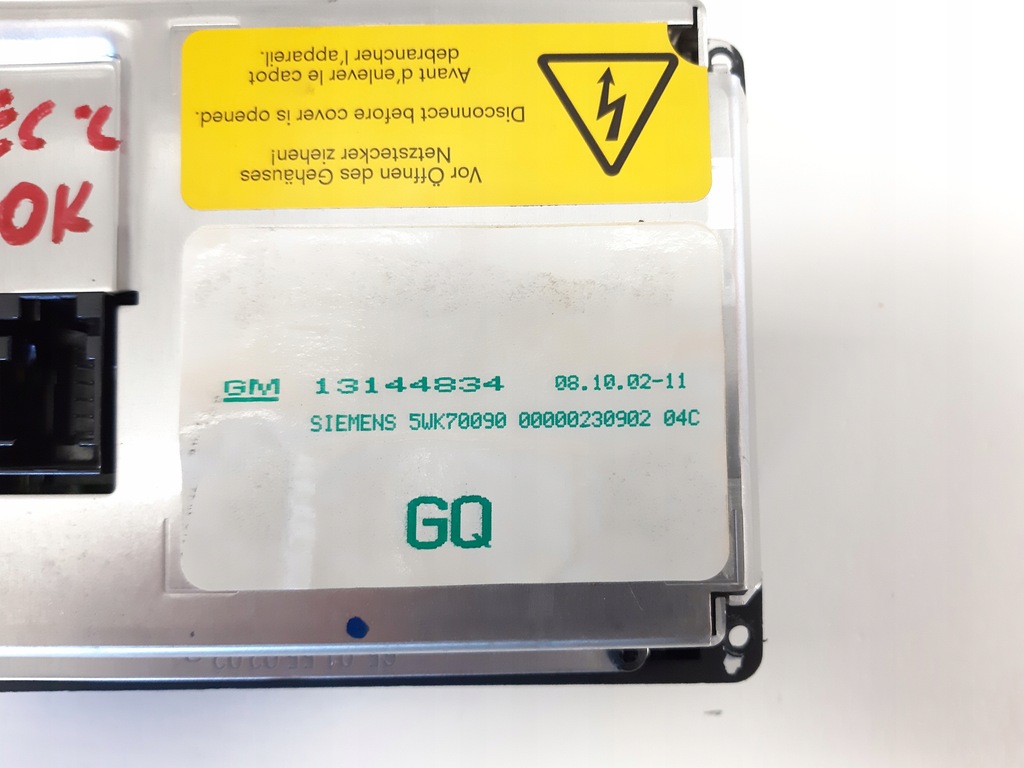 Vor Öffnen des Gehäuses
Netzstecker ziehen!
Disconnect before cover is opened.
Avant d'enlever le capot
debrancher l'appareil.
OK
GM 13144834 08.10.02-11
SIEMENS 5WK70090 00000230902 04C
GQ